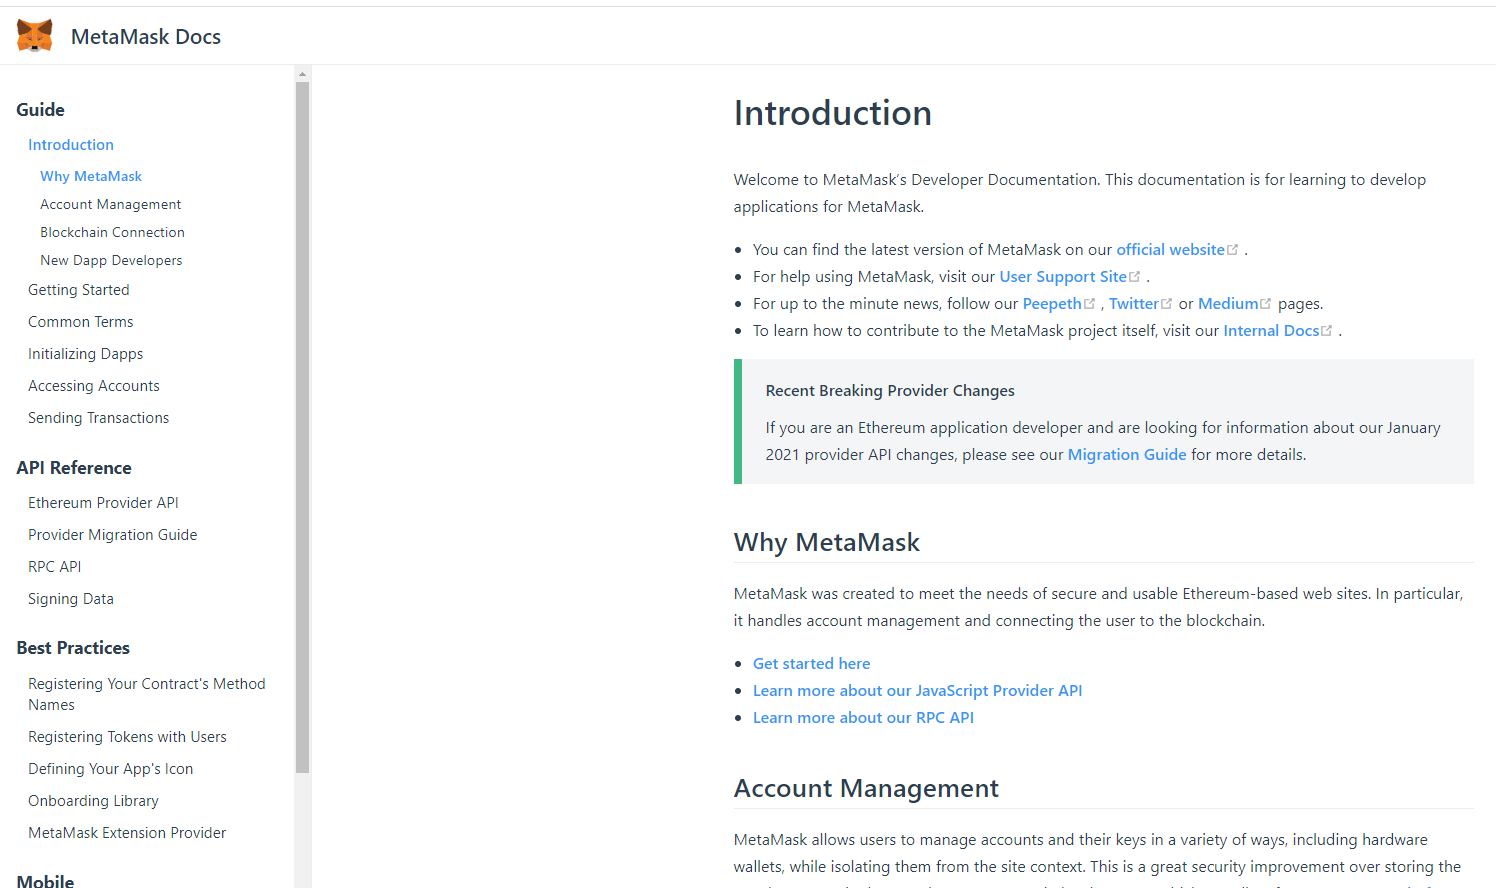 MetaMask Docs
Guide
Introduction
Why MetaMask
Account Management
Blockchain Connection
New Dapp Developers
Getting Started
Common Terms
Initializing Dapps
Accessing Accounts
Sending Transactions
API Reference
Ethereum Provider API
Provider Migration Guide
RPC API
Signing Data
Best Practices
Registering Your Contract's Method
Names
Registering Tokens with Users
Defining Your App's Icon
Onboarding Library
MetaMask Extension Provider
Mobile
Introduction
Welcome to MetaMask's Developer Documentation. This documentation is for learning to develop
applications for MetaMask.
• You can find the latest version of MetaMask on our official website .
• For help using MetaMask, visit our User Support Site .
• For up to the minute news, follow our Peepeth , Twitter or Medium pages.
• To learn how to contribute to the MetaMask project itself, visit our Internal Docs .
Recent Breaking Provider Changes
If you are an Ethereum application developer and are looking for information about our January
2021 provider API changes, please see our Migration Guide for more details.
Why MetaMask
MetaMask was created to meet the needs of secure and usable Ethereum-based web sites. In particular,
it handles account management and connecting the user to the blockchain.
• Get started here
• Learn more about our JavaScript Provider API
• Learn more about our RPC API
Account Management
MetaMask allows users to manage accounts and their keys in a variety of ways, including hardware
wallets, while isolating them from the site context. This is a great security improvement over storing the